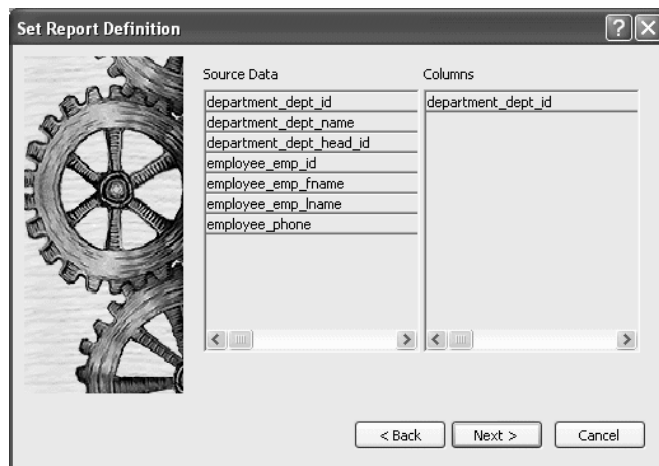 Set Report Definition
Source Data
department_dept_id
department_dept_name
department_dept_head_id
employee_emp_id
employee_emp_fname
employee_emp_lname
employee_phone
Columns
department_dept_id
< Back
Next >
Cancel